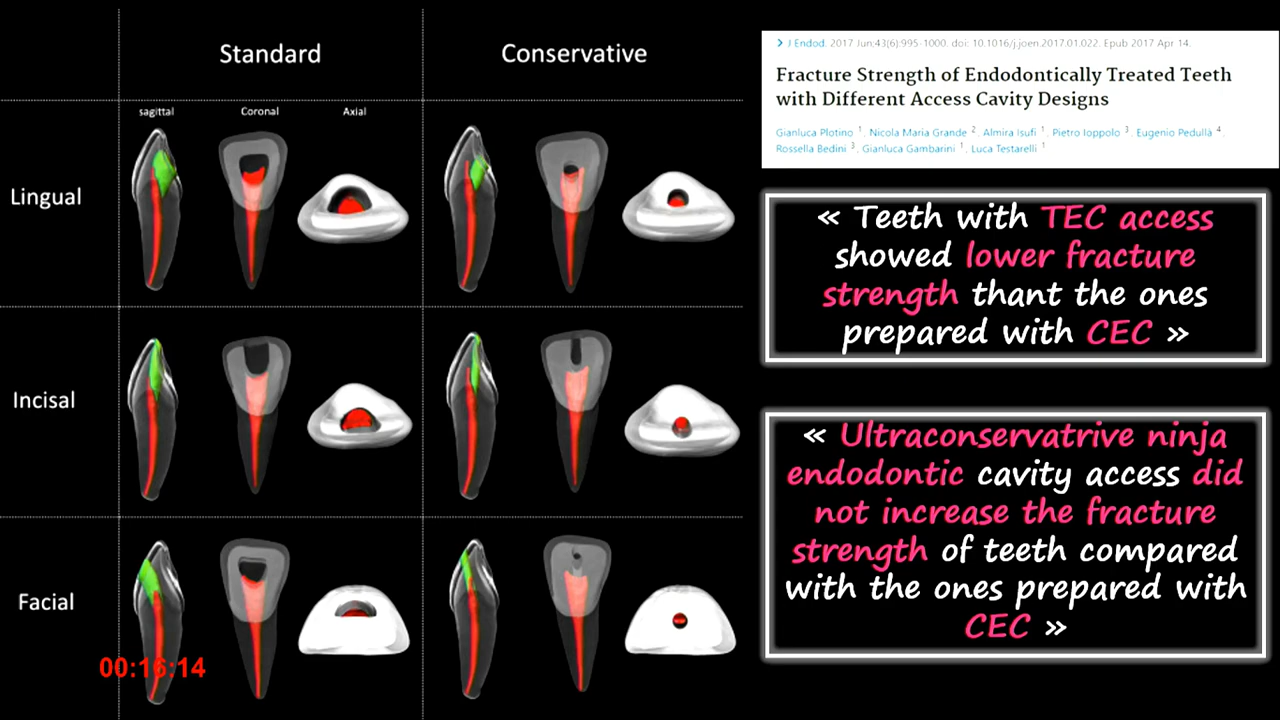 Standard
Conservative
sagittal
Coronal
Axial
Lingual
Incisal
Facial
00:16:14
> J Endod. 2017 Jun;43(6):995-1000. doi: 10.1016/j.joen.2017.01.022. Epub 2017 Apr 14.
Fracture Strength of Endodontically Treated Teeth
with Different Access Cavity Designs
Gianluca Plotino 1, Nicola Maria Grande 2, Almira Isufi 1, Pietro Ioppolo 3, Eugenio Pedullà 4,
Rossella Bedini 3, Gianluca Gambarini 1, Luca Testarelli 1
« Teeth with TEC access
showed lower fracture
strength thant the ones
prepared with CEC »
« Ultraconservatrive ninja
endodontic cavity access did
not increase the fracture
strength of teeth compared
with the ones prepared with
CEC »